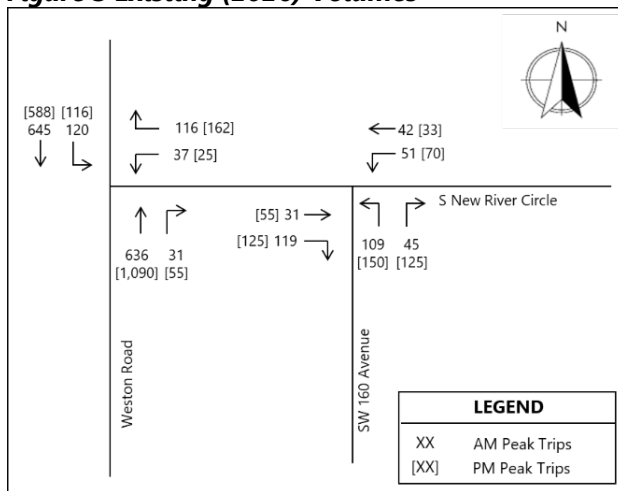 Figure 3 Existing (2026) Volumes
N
[588] [116]
645 120
116 [162]
37 [25]
42 [33]
51 [70]
S New River Circle
[55] 31
[125] 119
636 31
[1,090] [55]
109 45
[150] [125]
Weston Road
SW 160 Avenue
LEGEND
XX AM Peak Trips
[XX] PM Peak Trips